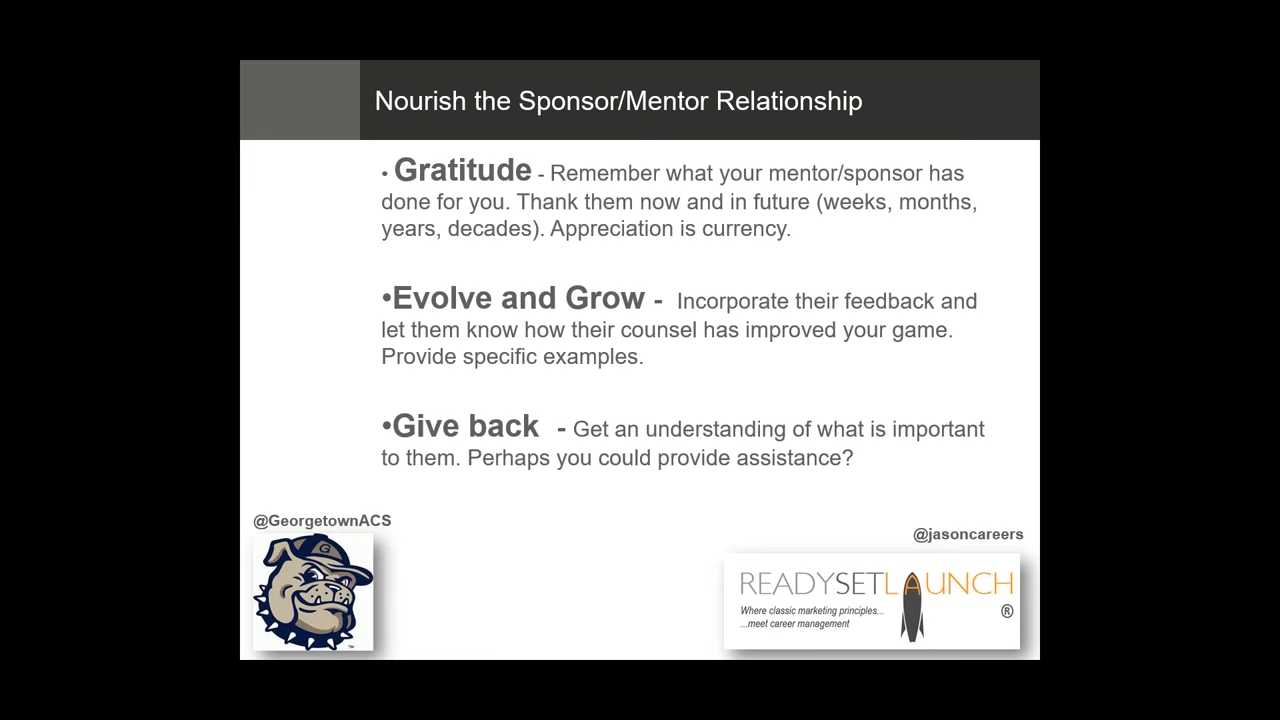 Nourish the Sponsor/Mentor Relationship
• Gratitude - Remember what your mentor/sponsor has
done for you. Thank them now and in future (weeks, months,
years, decades). Appreciation is currency.
•Evolve and Grow - Incorporate their feedback and
let them know how their counsel has improved your game.
Provide specific examples.
•Give back - Get an understanding of what is important
to them. Perhaps you could provide assistance?
@GeorgetownACS
G
™
@jasoncareers
READYSETLAUNCH
®
Where classic marketing principles...
...meet career management